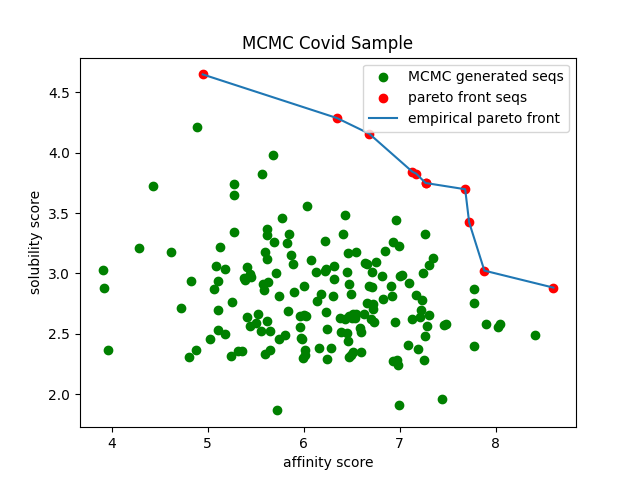 MCMC Covid Sample
MCMC generated seqs
pareto front seqs
empirical pareto front
4.5
4.0
3.5
3.0
2.5
2.0
solubility score
4 5 6 7 8
affinity score